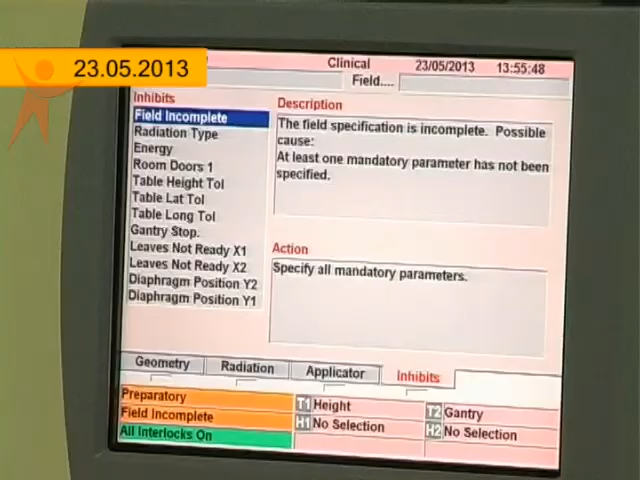 23.05.2013
Clinical 23/05/2013 13:55:48
Field....
Inhibits
Field Incomplete
Radiation Type
Energy
Room Doors 1
Table Height Tol
Table Lat Tol
Table Long Tol
Gantry Stop.
Leaves Not Ready X1
Leaves Not Ready X2
Diaphragm Position Y2
Diaphragm Position Y1
Description
The field specification is incomplete. Possible
cause:
At least one mandatory parameter has not been
specified.
Action
Specify all mandatory parameters.
Geometry Radiation Applicator Inhibits
Preparatory
Field Incomplete
All Interlocks On
T1 Height
H1 No Selection
T2 Gantry
H2 No Selection